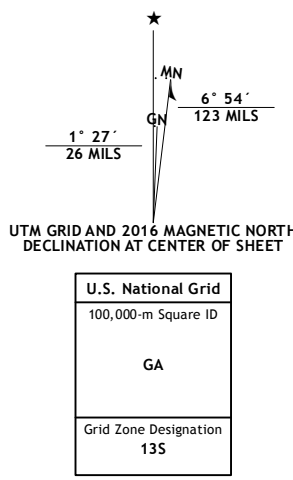 MN
GN
6° 54´
123 MILS
1° 27´
26 MILS
UTM GRID AND 2016 MAGNETIC NORTH
DECLINATION AT CENTER OF SHEET
U.S. National Grid
100,000-m Square ID
GA
Grid Zone Designation
13S